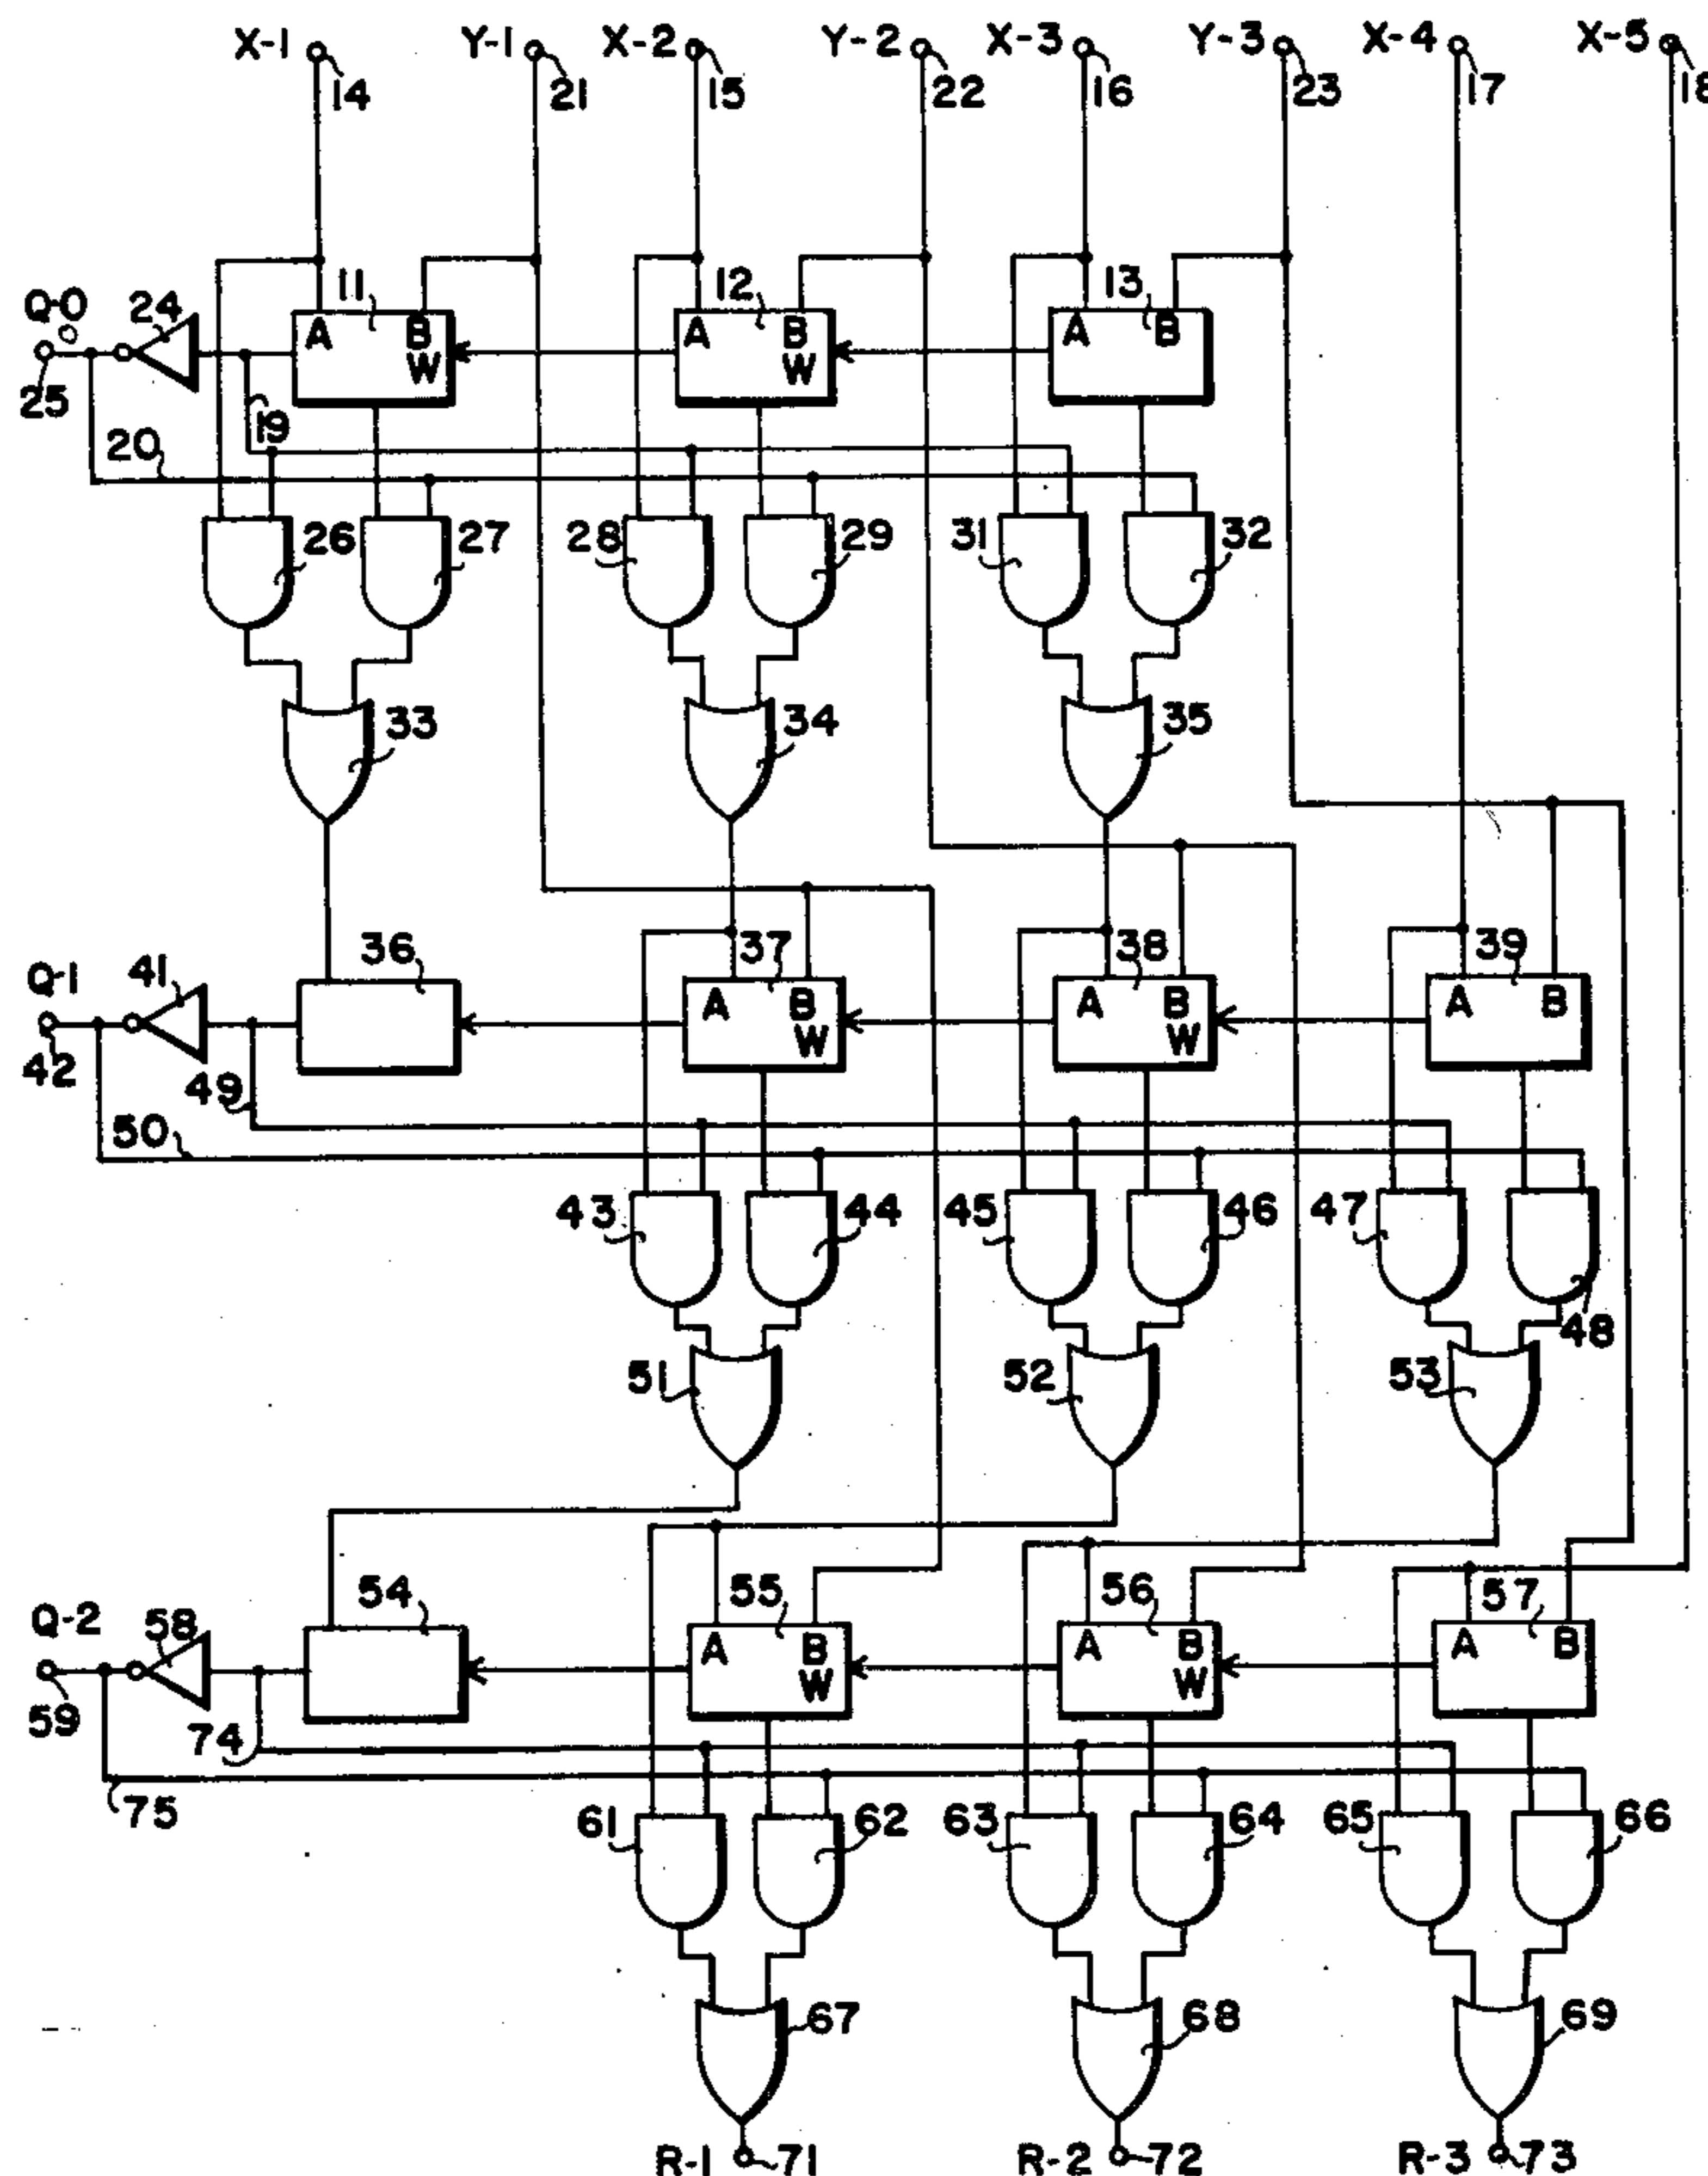 X-1 Y-1 X-2 Y-2 X-3 Y-3 X-4 X-5
14 21 15 22 16 23 17 18
Q-0 24 11 12 13
A B A B A B
W W
25 19
20
26 27 28 29 31 32
33 34 35
36 37 38 39
Q-1 41
A B A B A B
W W
42 49
50
43 44 45 46 47 48
51 52 53
54 55 56 57
Q-2 58
A B A B A B
W W
59 74
75
61 62 63 64 65 66
67 68 69
R-1 71 R-2 72 R-3 73